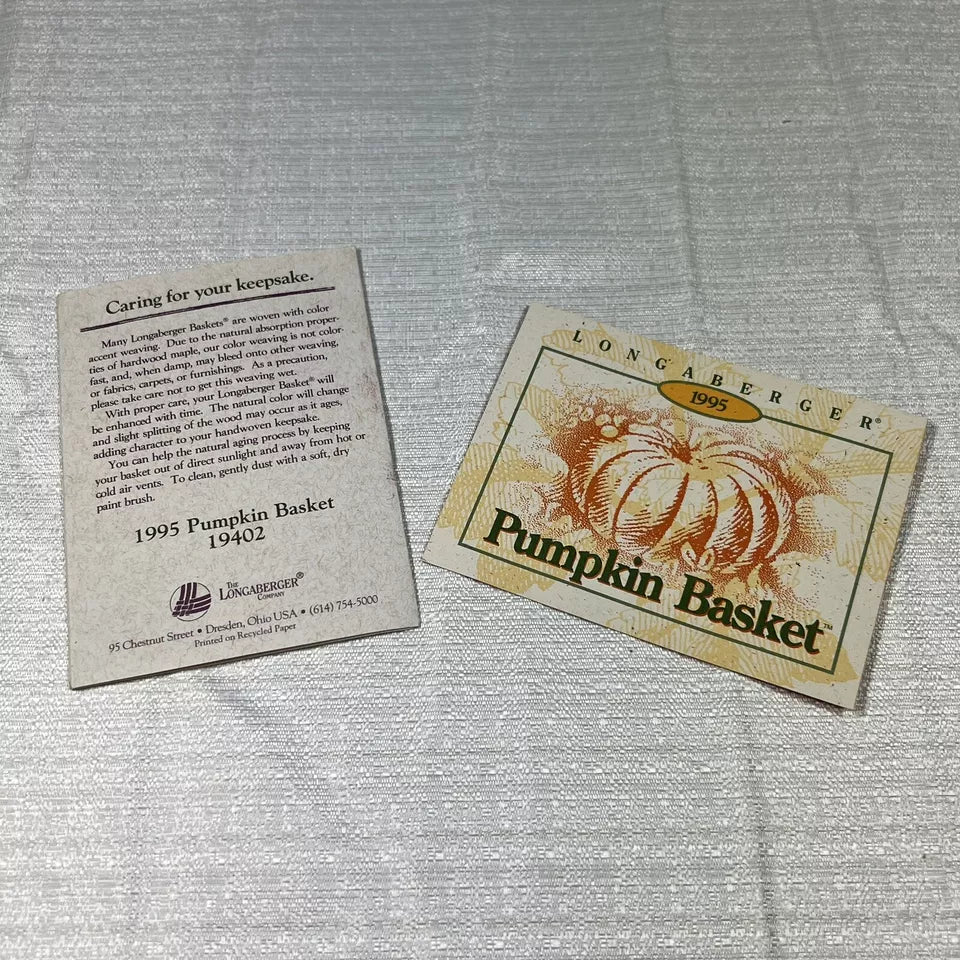 Caring for your keepsake.
Many Longaberger Baskets® are woven with color
accent weaving. Due to the natural absorption proper-
ties of hardwood maple, our color weaving is not color-
fast, and, when damp, may bleed onto other weaving,
or fabrics, carpets, or furnishings. As a precaution,
please take care not to get this weaving wet.
With proper care, your Longaberger Basket® will
be enhanced with time. The natural color will change
and slight splitting of the wood may occur as it ages,
adding character to your handwoven keepsake.
You can help the natural aging process by keeping
your basket out of direct sunlight and away from hot or
cold air vents. To clean, gently dust with a soft, dry
paint brush.
1995 Pumpkin Basket
19402
THE
LONGABERGER®
COMPANY
95 Chestnut Street • Dresden, Ohio USA • (614) 754-5000
Printed on Recycled Paper
LONGABERGER®
1995
Pumpkin Basket™